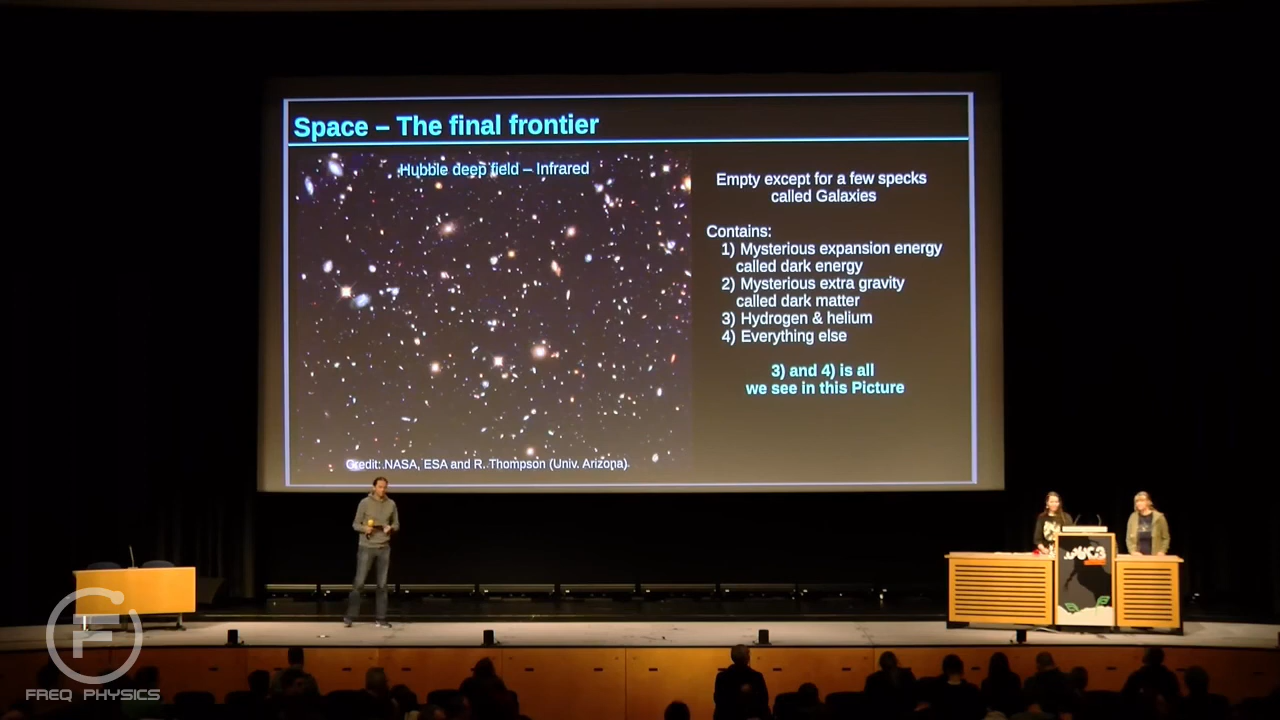 Space – The final frontier
Hubble deep field – Infrared
Empty except for a few specks
called Galaxies
Contains:
1) Mysterious expansion energy
called dark energy
2) Mysterious extra gravity
called dark matter
3) Hydrogen & helium
4) Everything else
3) and 4) is all
we see in this Picture
Credit: NASA, ESA and R. Thompson (Univ. Arizona)
FREQ PHYSICS